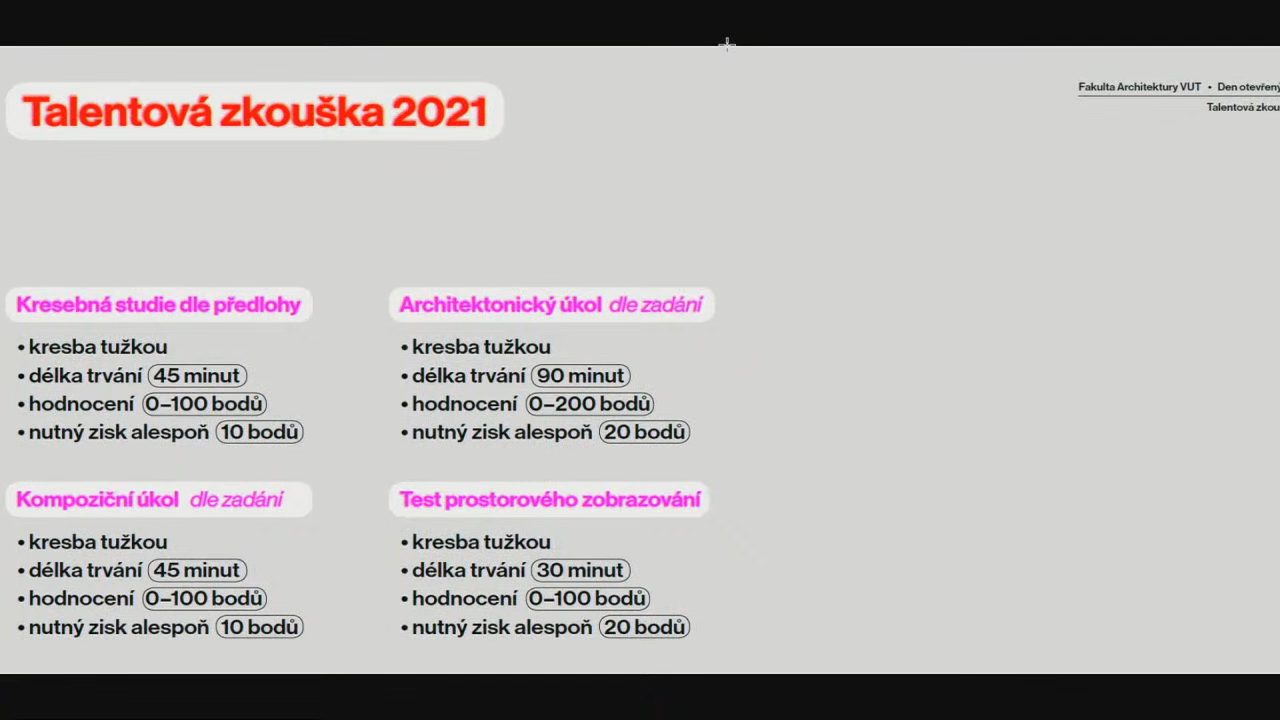 Talentová zkouška 2021
Fakulta Architektury VUT • Den otevřený
Talentová zkou
Kresebná studie dle předlohy
• kresba tužkou
• délka trvání 45 minut
• hodnocení 0–100 bodů
• nutný zisk alespoň 10 bodů
Architektonický úkol dle zadání
• kresba tužkou
• délka trvání 90 minut
• hodnocení 0–200 bodů
• nutný zisk alespoň 20 bodů
Kompoziční úkol dle zadání
• kresba tužkou
• délka trvání 45 minut
• hodnocení 0–100 bodů
• nutný zisk alespoň 10 bodů
Test prostorového zobrazování
• kresba tužkou
• délka trvání 30 minut
• hodnocení 0–100 bodů
• nutný zisk alespoň 20 bodů